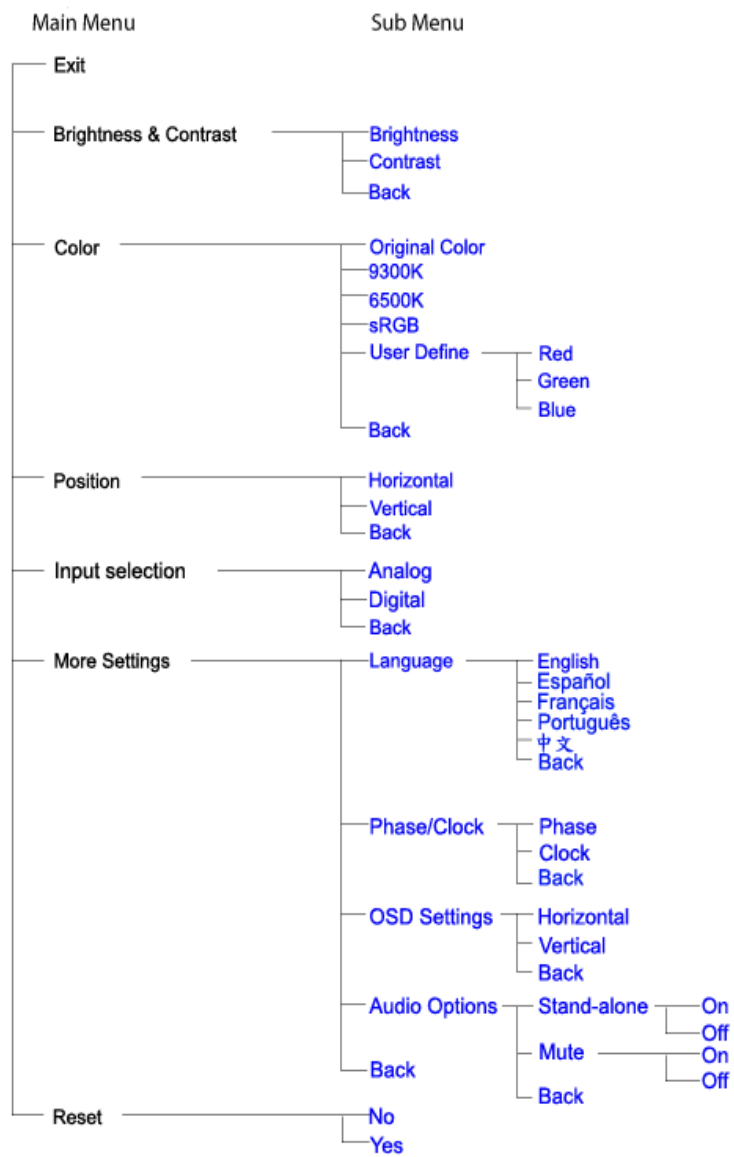 Main Menu Sub Menu
Exit
Brightness & Contrast Brightness
Contrast
Back
Color Original Color
9300K
6500K
sRGB
User Define Red
Green
Blue
Back
Position Horizontal
Vertical
Back
Input selection Analog
Digital
Back
More Settings Language English
Español
Français
Português
中文
Back
Phase/Clock Phase
Clock
Back
OSD Settings Horizontal
Vertical
Back
Audio Options Stand-alone On
Off
Mute On
Off
Back
Back
Reset No
Yes